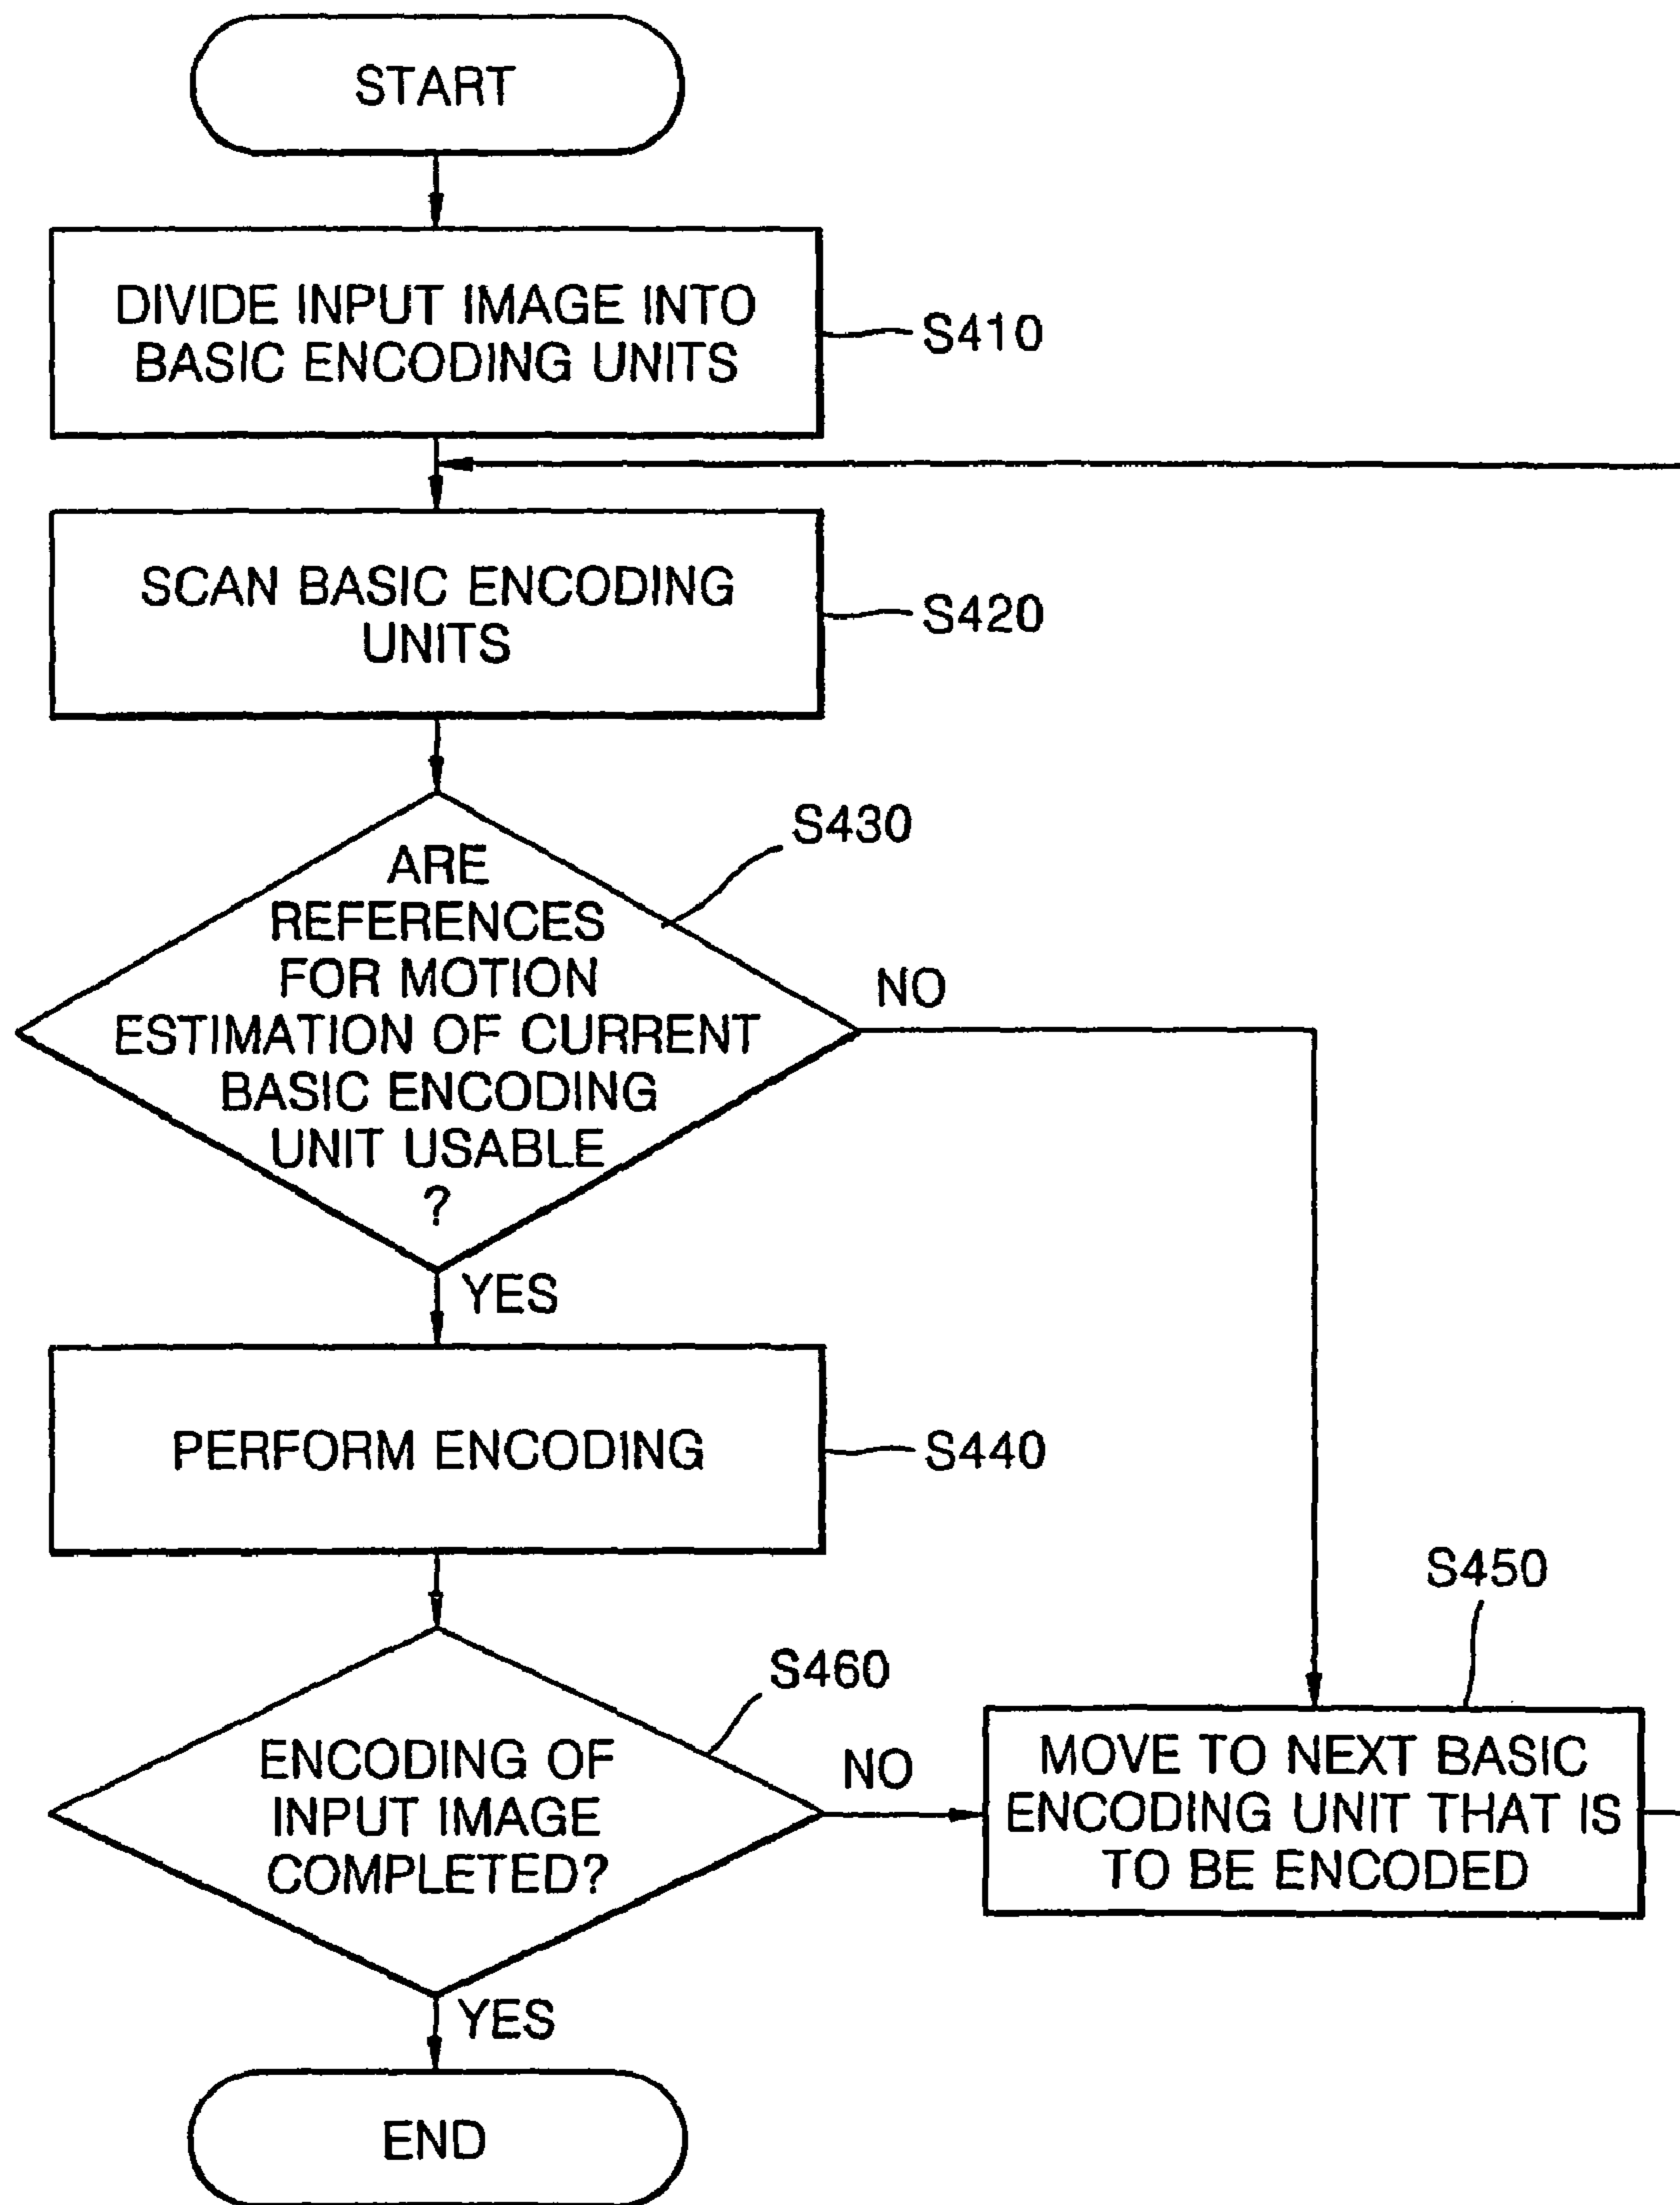 START
DIVIDE INPUT IMAGE INTO
BASIC ENCODING UNITS
S410
SCAN BASIC ENCODING
UNITS
S420
S430
ARE
REFERENCES
FOR MOTION
ESTIMATION OF CURRENT
BASIC ENCODING
UNIT USABLE
?
NO
YES
PERFORM ENCODING
S440
S450
S460
ENCODING OF
INPUT IMAGE
COMPLETED?
NO
MOVE TO NEXT BASIC
ENCODING UNIT THAT IS
TO BE ENCODED
YES
END